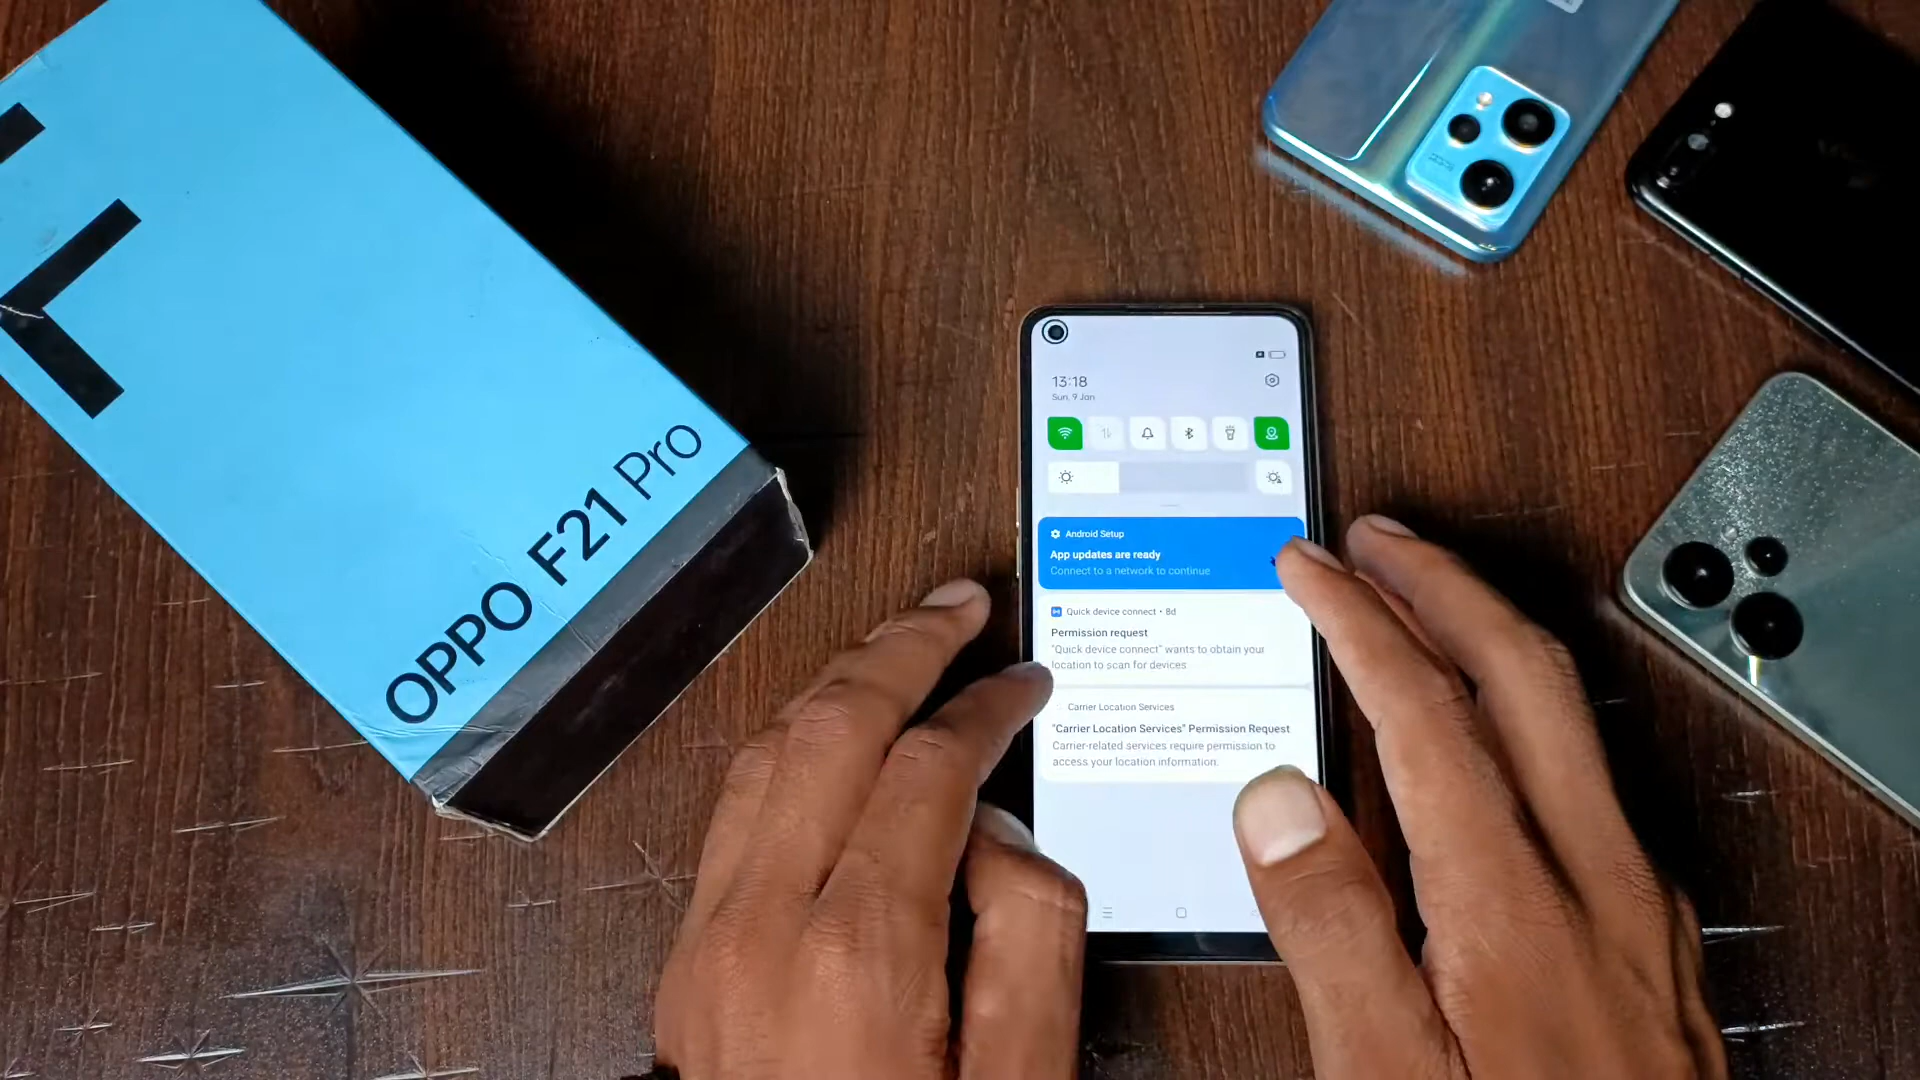 OPPO F21 Pro
13:18
Sun, 9 Jan
Android Setup
App updates are ready
Connect to a network to continue
Quick device connect • 8d
Permission request
"Quick device connect" wants to obtain your
location to scan for devices
Carrier Location Services
"Carrier Location Services" Permission Request
Carrier-related services require permission to
access your location information.